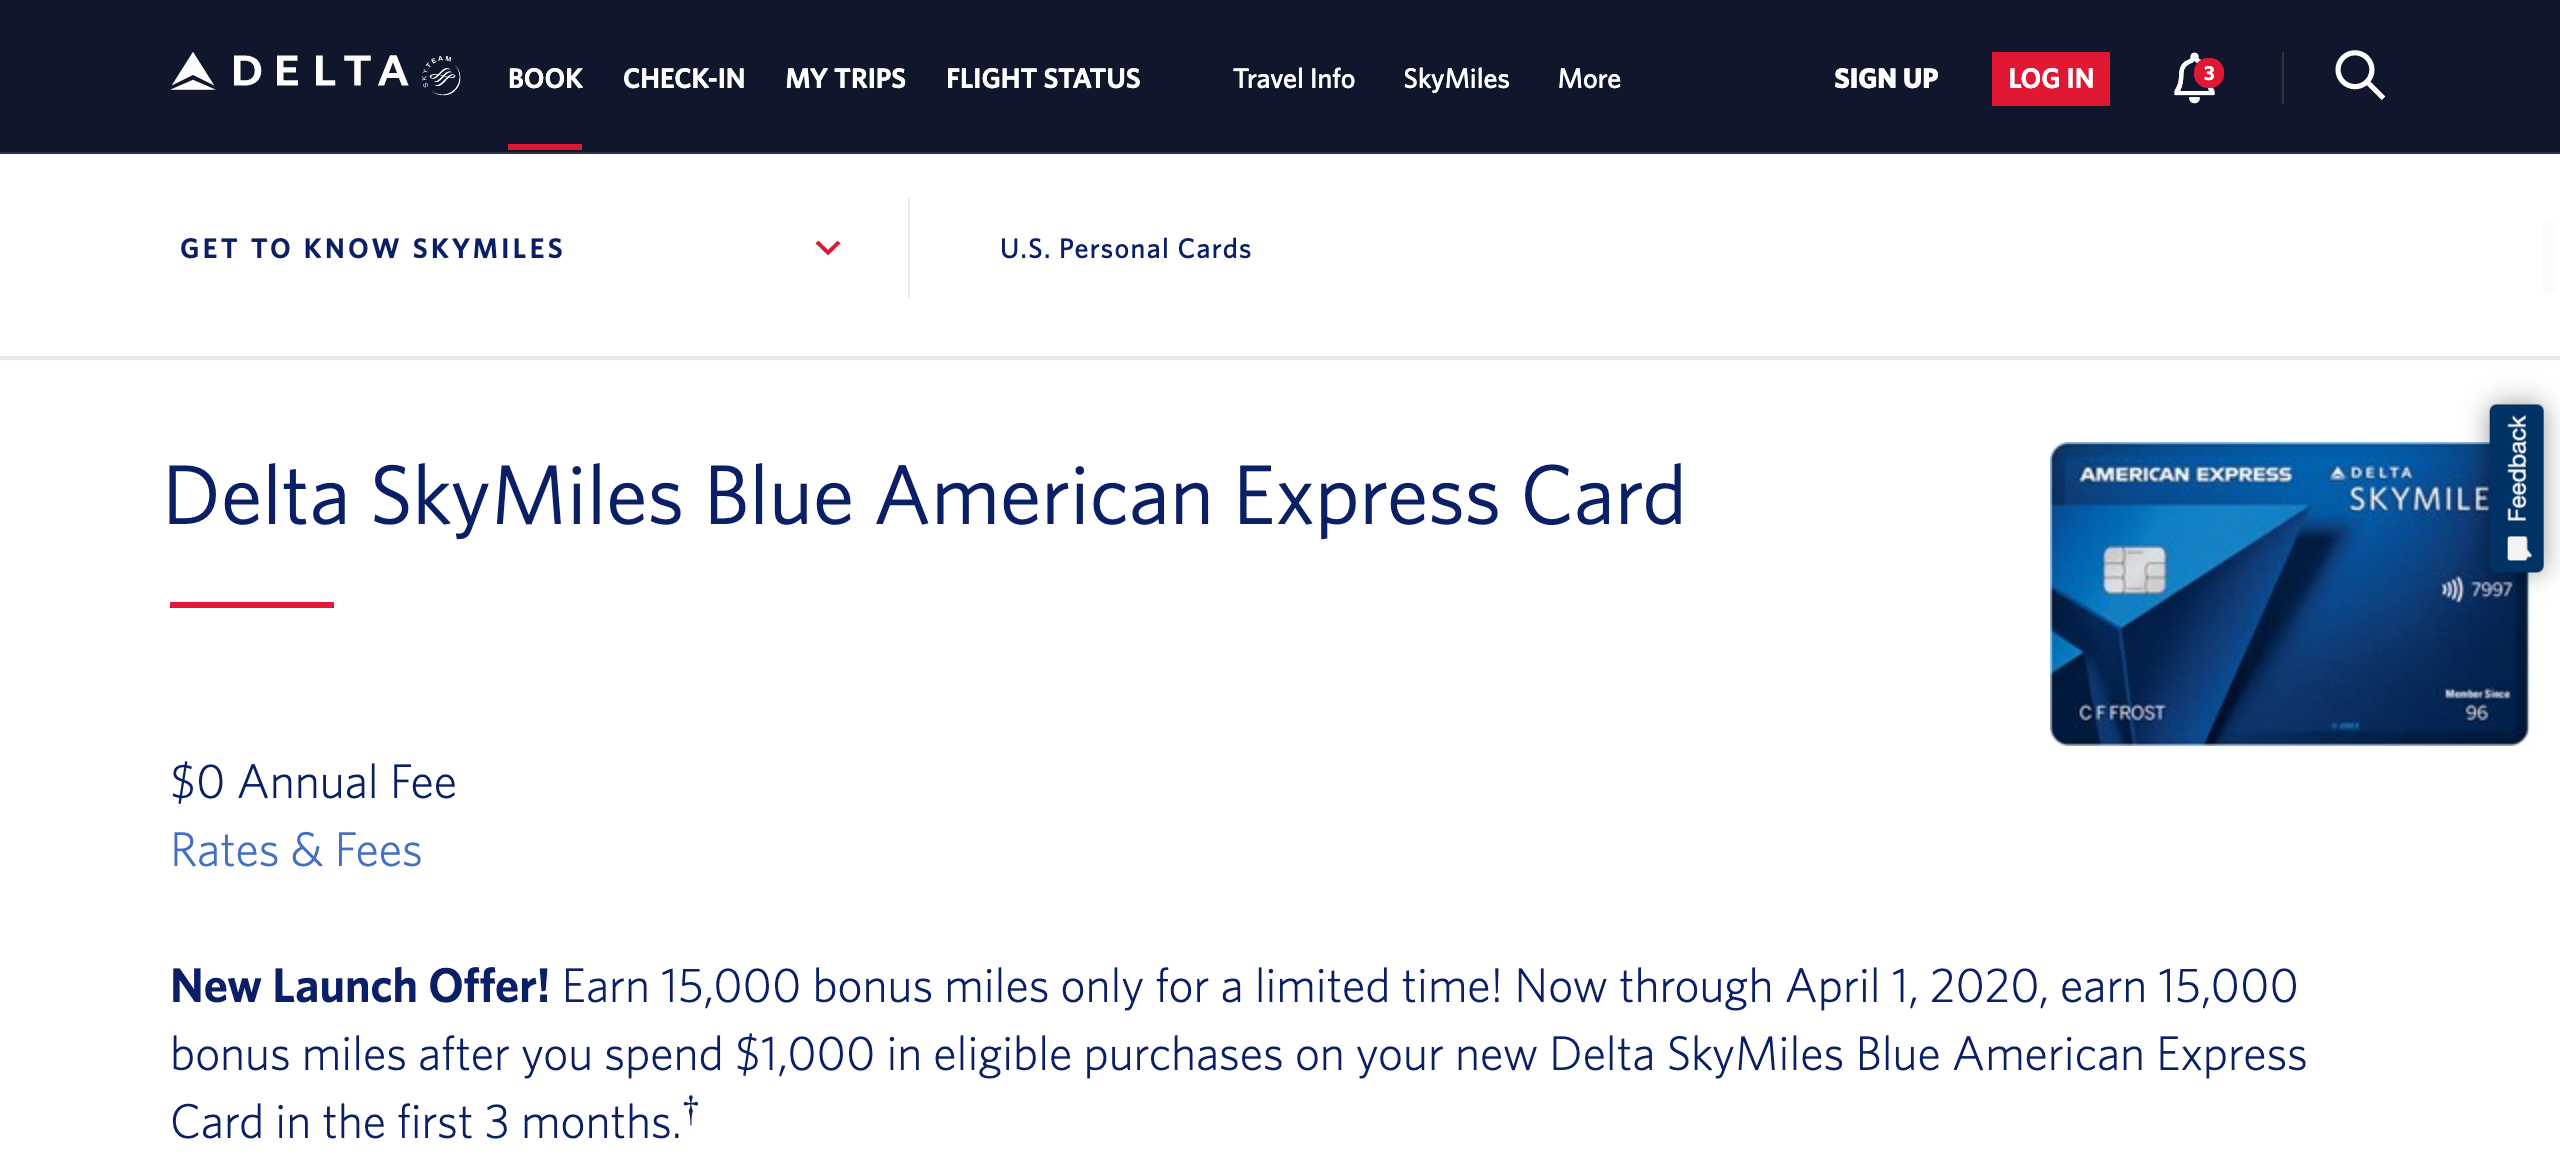 DELTA SKYTEAM BOOK CHECK-IN MY TRIPS FLIGHT STATUS Travel Info SkyMiles More SIGN UP LOG IN 3
GET TO KNOW SKYMILES U.S. Personal Cards
Delta SkyMiles Blue American Express Card
AMERICAN EXPRESS DELTA
SKYMILE
Feedback
7997
Member Since
C F FROST 96
$0 Annual Fee
Rates & Fees
New Launch Offer! Earn 15,000 bonus miles only for a limited time! Now through April 1, 2020, earn 15,000
bonus miles after you spend $1,000 in eligible purchases on your new Delta SkyMiles Blue American Express
Card in the first 3 months.†